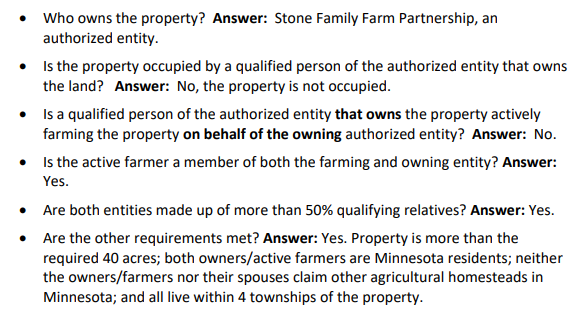 • Who owns the property? Answer: Stone Family Farm Partnership, an
authorized entity.
• Is the property occupied by a qualified person of the authorized entity that owns
the land? Answer: No, the property is not occupied.
• Is a qualified person of the authorized entity that owns the property actively
farming the property on behalf of the owning authorized entity? Answer: No.
• Is the active farmer a member of both the farming and owning entity? Answer:
Yes.
• Are both entities made up of more than 50% qualifying relatives? Answer: Yes.
• Are the other requirements met? Answer: Yes. Property is more than the
required 40 acres; both owners/active farmers are Minnesota residents; neither
the owners/farmers nor their spouses claim other agricultural homesteads in
Minnesota; and all live within 4 townships of the property.